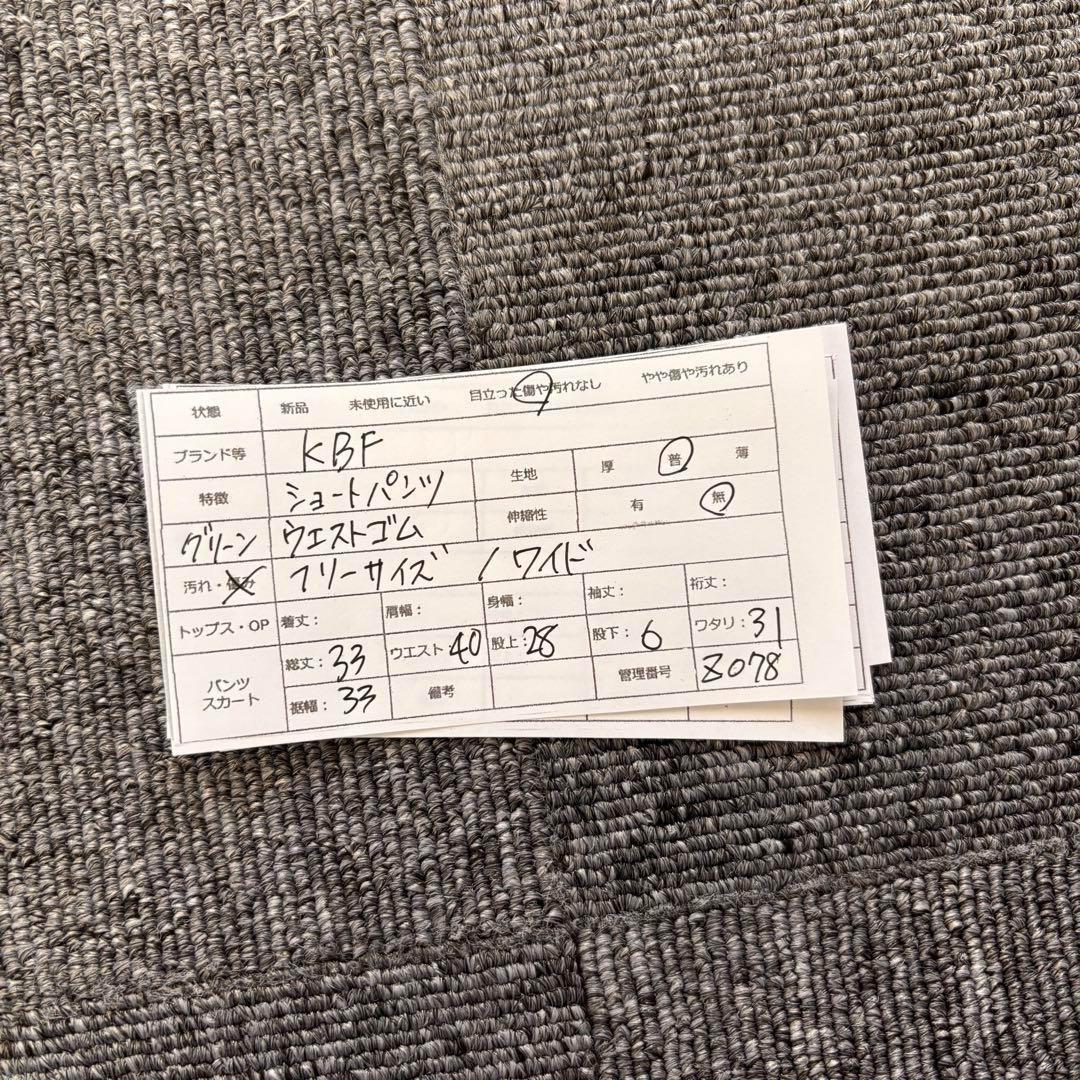 状態 新品 未使用に近い 目立った傷や汚れなし やや傷や汚れあり
ブランド等 KBF
特徴 ショートパンツ 生地 厚 普 薄
グリーン ウエストゴム 伸縮性 有 無
汚れ・傷み フリーサイズ / ワイド
トップス・OP 着丈： 肩幅： 身幅： 袖丈： 裄丈：
パンツ スカート 総丈：33 ウエスト 40 股上：28 股下：6 ワタリ：31
裾幅：33 備考 管理番号 8078